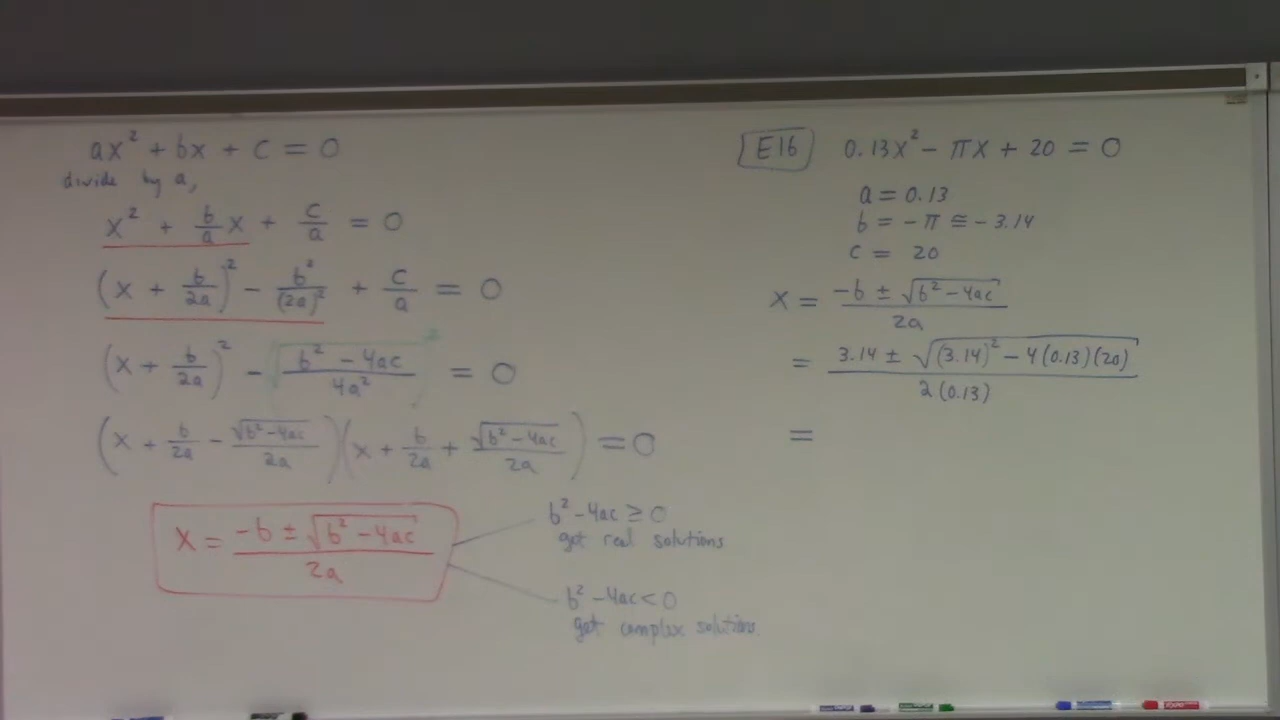 ax² + bx + c = 0
divide by a,
x² + b/a x + c/a = 0
(x + b/2a)² - b²/(2a)² + c/a = 0
(x + b/2a)² - √((b² - 4ac)/4a²)² = 0
(x + b/2a - √(b² - 4ac)/2a)(x + b/2a + √(b² - 4ac)/2a) = 0
x = (-b ± √(b² - 4ac))/2a
b² - 4ac ≥ 0
get real solutions
b² - 4ac < 0
get complex solutions.
E16 0.13x² - πx + 20 = 0
a = 0.13
b = -π ≅ -3.14
c = 20
x = (-b ± √(b² - 4ac))/2a
= (3.14 ± √((3.14)² - 4(0.13)(20)))/2(0.13)
=